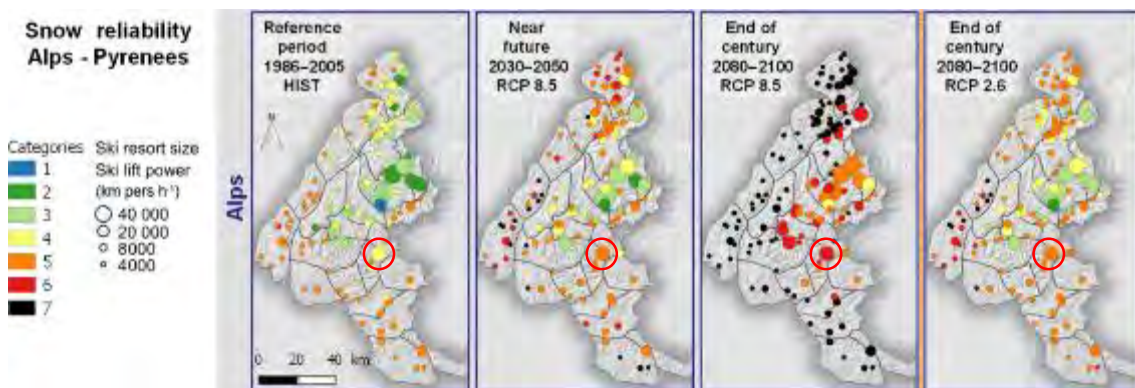 Snow reliability
Alps - Pyrenees
Categories
1
2
3
4
5
6
7
Ski resort size
Ski lift power
(km pers h⁻¹)
40 000
20 000
8000
4000
Alps
Reference
period
1986–2005
HIST
N
0 20 40 km
Near
future
2030–2050
RCP 8.5
End of
century
2080–2100
RCP 8.5
End of
century
2080–2100
RCP 2.6